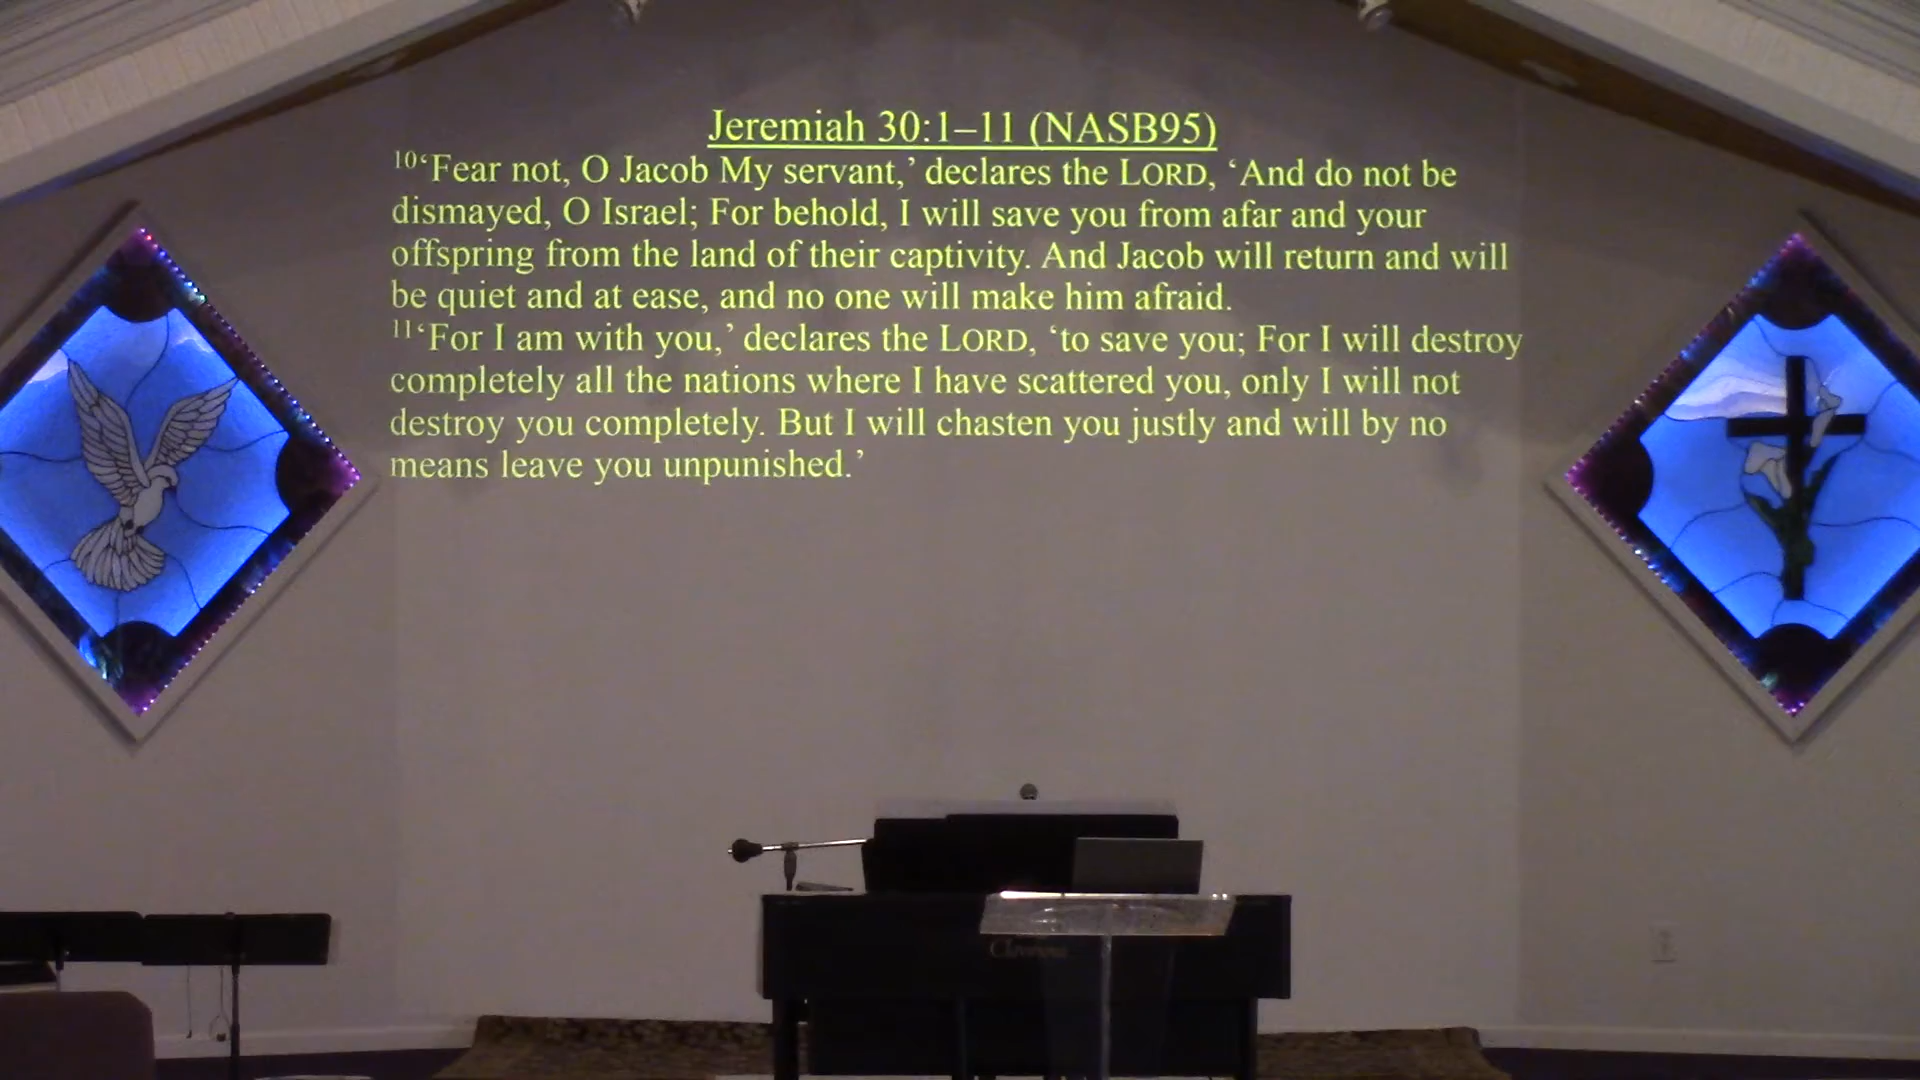 Jeremiah 30:1–11 (NASB95)
10‘Fear not, O Jacob My servant,’ declares the LORD, ‘And do not be
dismayed, O Israel; For behold, I will save you from afar and your
offspring from the land of their captivity. And Jacob will return and will
be quiet and at ease, and no one will make him afraid.
11‘For I am with you,’ declares the LORD, ‘to save you; For I will destroy
completely all the nations where I have scattered you, only I will not
destroy you completely. But I will chasten you justly and will by no
means leave you unpunished.’
Clavinova